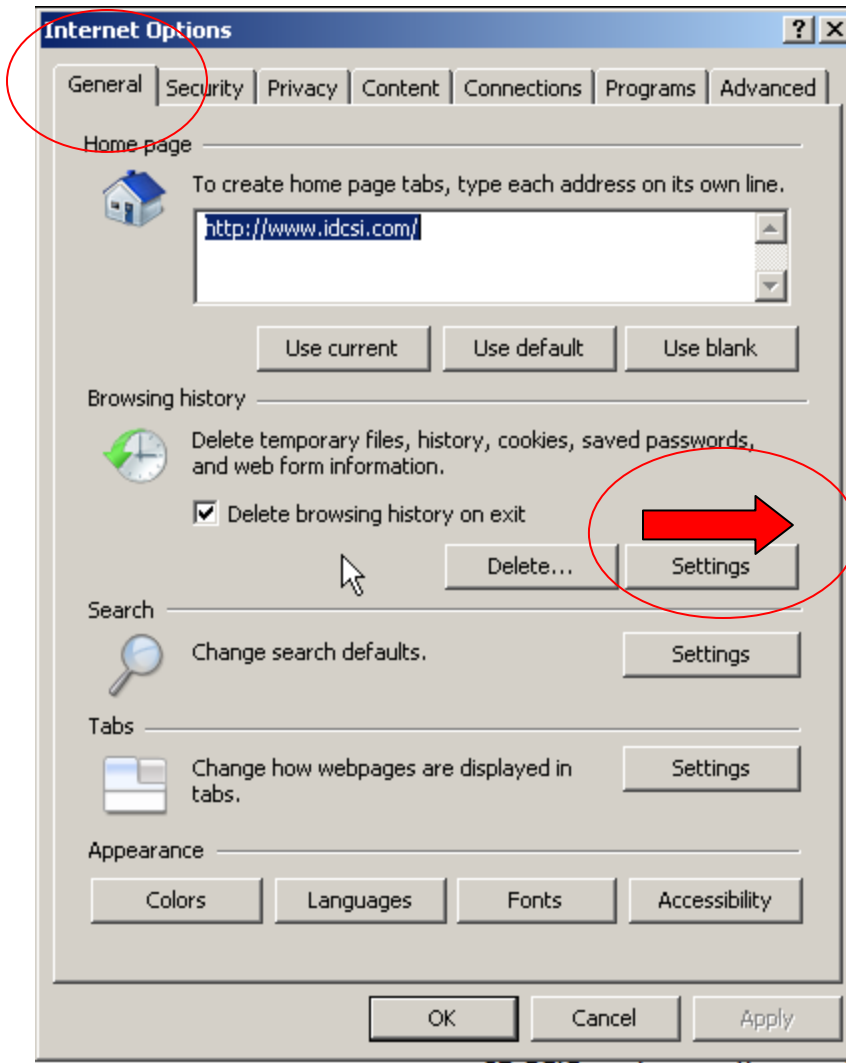 Internet Options
General Security Privacy Content Connections Programs Advanced
Home page
To create home page tabs, type each address on its own line.
http://www.idcsi.com/
Use current Use default Use blank
Browsing history
Delete temporary files, history, cookies, saved passwords,
and web form information.
Delete browsing history on exit
Delete... Settings
Search
Change search defaults. Settings
Tabs
Change how webpages are displayed in
tabs.
Settings
Appearance
Colors Languages Fonts Accessibility
OK Cancel Apply